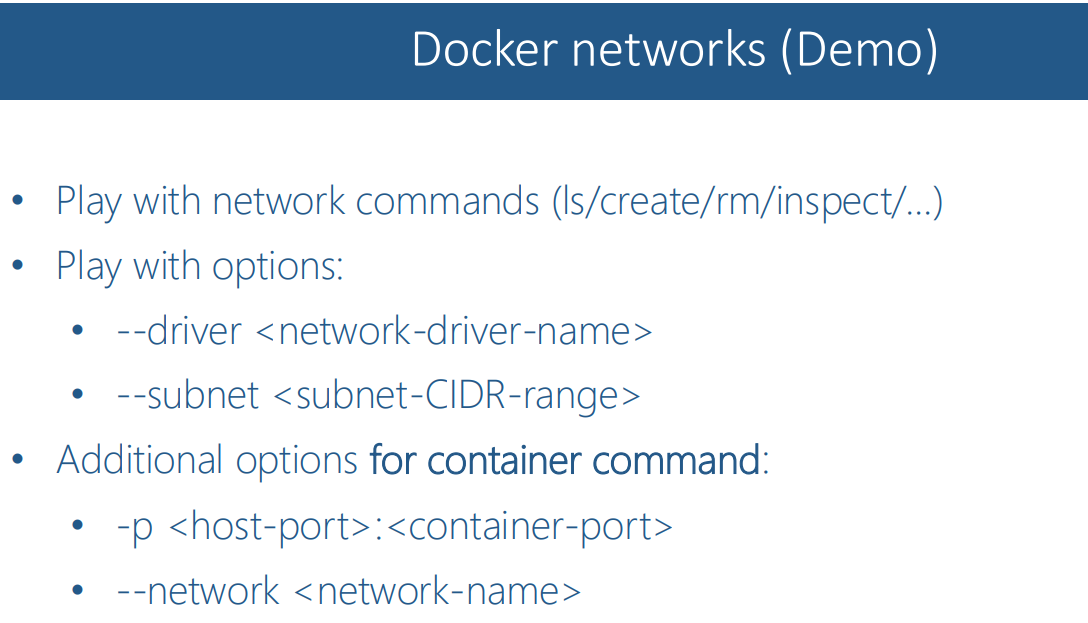 Docker networks (Demo)
• Play with network commands (ls/create/rm/inspect/...)
• Play with options:
• --driver <network-driver-name>
• --subnet <subnet-CIDR-range>
• Additional options for container command:
• -p <host-port>:<container-port>
• --network <network-name>